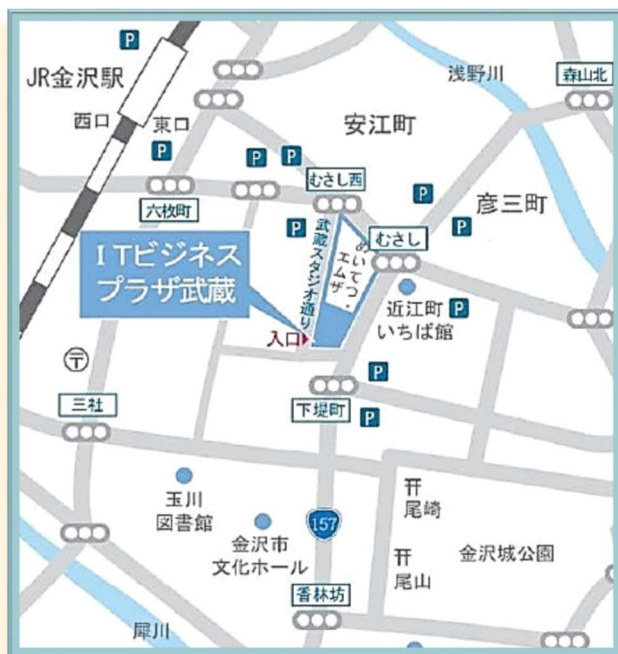 P
JR金沢駅
西口
東口
P
P
P
浅野川
森山北
安江町
むさし西
六枚町
P
彦三町
P
P
ITビジネス
プラザ武蔵
武蔵スタジオ通り
めいてつ・
エムザ
むさし
近江町
いちば館
P
入口
〒
三社
下堤町
P
P
玉川
図書館
金沢市
文化ホール
157
尾崎
尾山
金沢城公園
香林坊
犀川